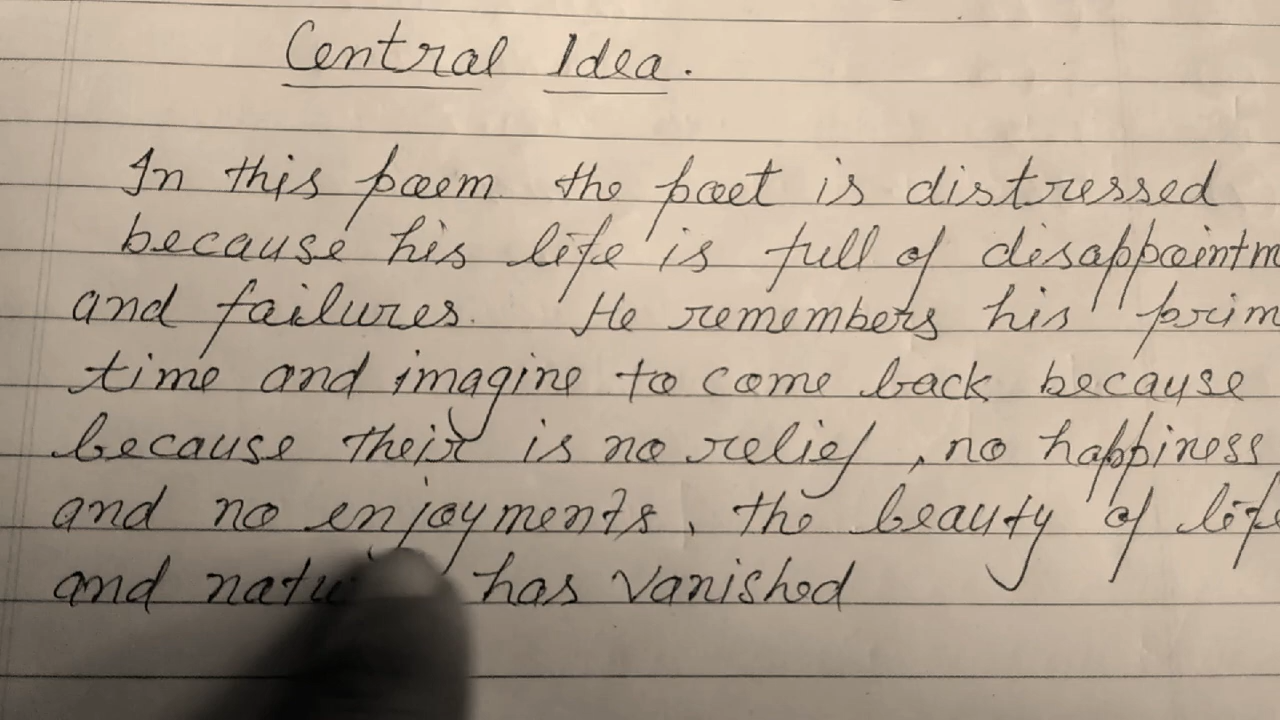 Central Idea.
In this poem the poet is distressed
because his life is full of disappointm
and failures. He remembers his prim
time and imagine to come back because
because their is no relief, no happiness
and no enjoyments, the beauty of life
and has vanished